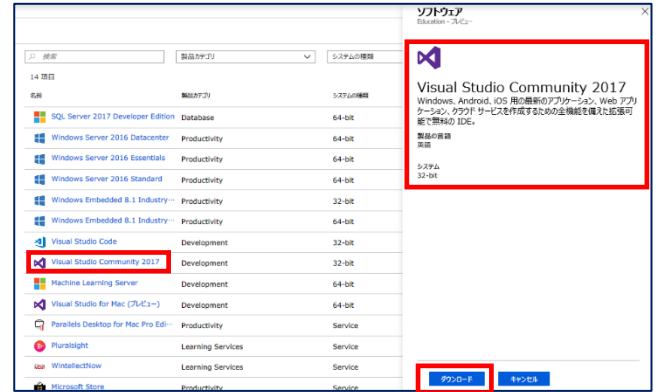 検索
製品カテゴリ
システムの種類
14 項目
名前 製品カテゴリ システムの種類
SQL Server 2017 Developer Edition Database 64-bit
Windows Server 2016 Datacenter Productivity 64-bit
Windows Server 2016 Essentials Productivity 64-bit
Windows Server 2016 Standard Productivity 64-bit
Windows Embedded 8.1 Industry… Productivity 32-bit
Windows Embedded 8.1 Industry… Productivity 64-bit
Visual Studio Code Development 32-bit
Visual Studio Community 2017 Development 32-bit
Machine Learning Server Development 64-bit
Visual Studio for Mac (プレビュー) Development 64-bit
Parallels Desktop for Mac Pro Edi… Productivity Service
Pluralsight Learning Services Service
WintellectNow Learning Services Service
Microsoft Store Productivity Service
ソフトウェア
Education - プレビュー
Visual Studio Community 2017
Windows、Android、iOS 用の最新のアプリケーション、Web アプリ
ケーション、クラウド サービスを作成するための全機能を備えた拡張可
能で無料の IDE。
製品の言語
英語
システム
32-bit
ダウンロード
キャンセル